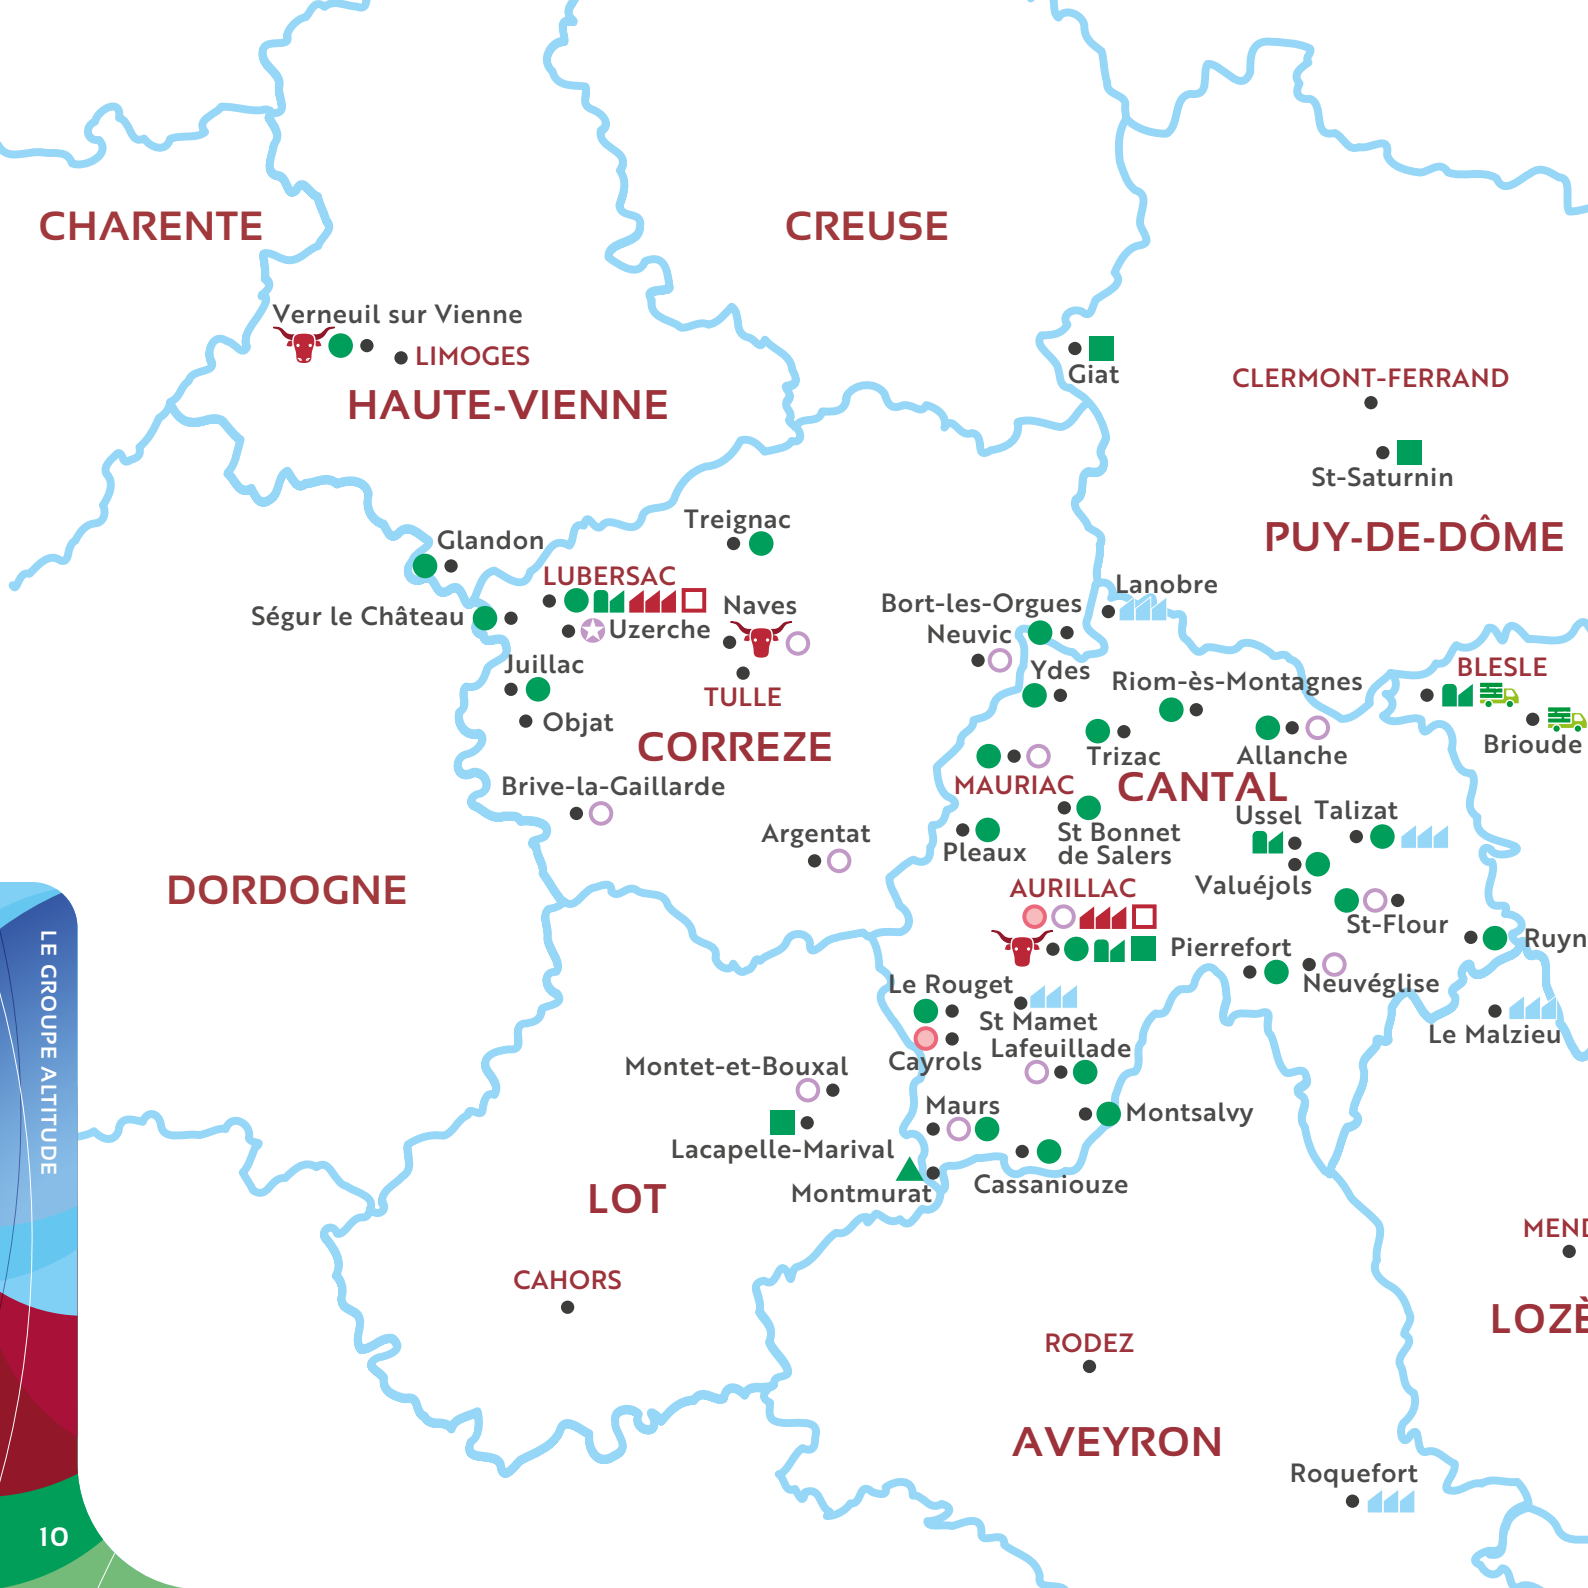 CHARENTE
CREUSE
Verneuil sur Vienne
LIMOGES
HAUTE-VIENNE
Giat
CLERMONT-FERRAND
St-Saturnin
PUY-DE-DÔME
Treignac
Glandon
LUBERSAC
Ségur le Château
Uzerche
Naves
Juillac
TULLE
Objat
CORREZE
Brive-la-Gaillarde
Argentat
Lanobre
Bort-les-Orgues
Neuvic
Ydes
Riom-ès-Montagnes
BLESLE
Brioude
Trizac
Allanche
MAURIAC
CANTAL
St Bonnet
de Salers
Pleaux
Ussel
Talizat
Valuéjols
AURILLAC
St-Flour
Ruyn
Pierrefort
Neuvéglise
Le Malzieu
DORDOGNE
Le Rouget
St Mamet
Cayrols
Lafeuillade
Montet-et-Bouxal
Maurs
Montsalvy
Lacapelle-Marival
Montmurat
Cassaniouze
LOT
CAHORS
MEND
LOZÈ
RODEZ
AVEYRON
Roquefort
LE GROUPE ALTITUDE
10